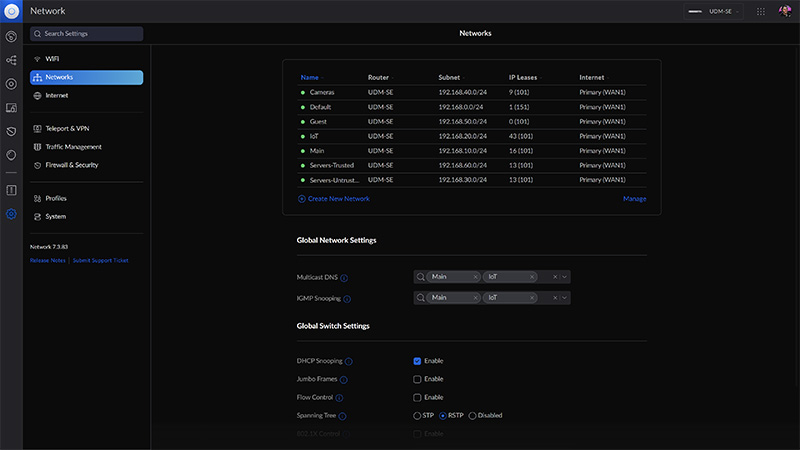 Network UDM-SE
Search Settings
Networks
WiFi
Networks
Internet
Teleport & VPN
Traffic Management
Firewall & Security
Profiles
System
Network 7.3.83
Release Notes | Submit Support Ticket
Name Router Subnet IP Leases Internet
Cameras UDM-SE 192.168.40.0/24 9 (101) Primary (WAN1)
Default UDM-SE 192.168.0.0/24 1 (151) Primary (WAN1)
Guest UDM-SE 192.168.50.0/24 0 (101) Primary (WAN1)
IoT UDM-SE 192.168.20.0/24 43 (101) Primary (WAN1)
Main UDM-SE 192.168.10.0/24 16 (101) Primary (WAN1)
Servers-Trusted UDM-SE 192.168.60.0/24 13 (101) Primary (WAN1)
Servers-Untrust... UDM-SE 192.168.30.0/24 13 (101) Primary (WAN1)
Create New Network Manage
Global Network Settings
Multicast DNS Main IoT
IGMP Snooping Main IoT
Global Switch Settings
DHCP Snooping Enable
Jumbo Frames Enable
Flow Control Enable
Spanning Tree STP RSTP Disabled
802.1X Control Enable